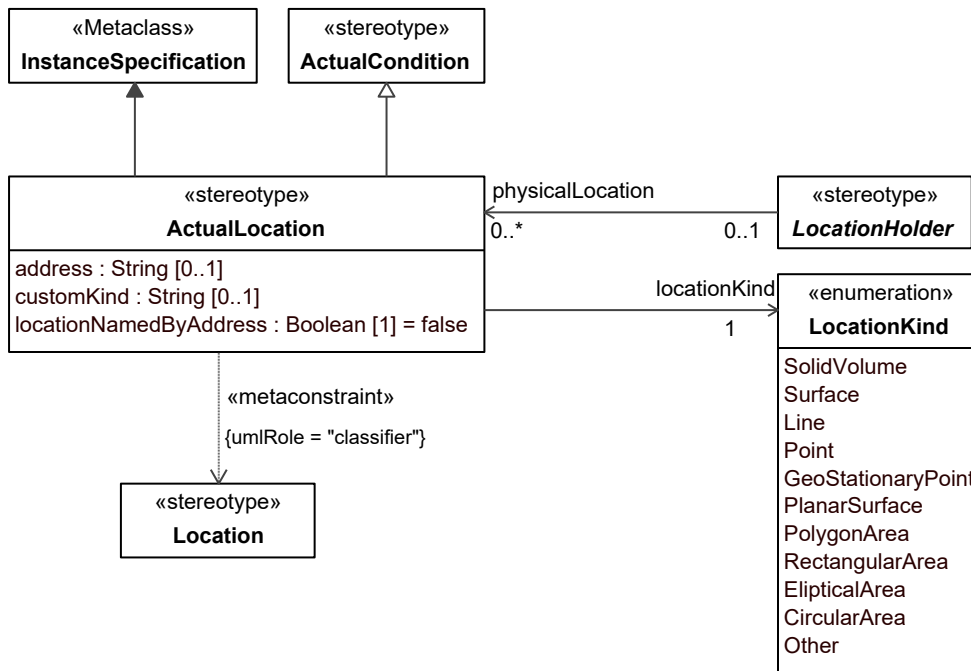 «Metaclass»
InstanceSpecification
«stereotype»
ActualCondition
«stereotype»
ActualLocation
address : String [0..1]
customKind : String [0..1]
locationNamedByAddress : Boolean [1] = false
physicalLocation
0..*
0..1
«stereotype»
LocationHolder
locationKind
1
«enumeration»
LocationKind
SolidVolume
Surface
Line
Point
GeoStationaryPoint
PlanarSurface
PolygonArea
RectangularArea
ElipticalArea
CircularArea
Other
«metaconstraint»
{umlRole = "classifier"}
«stereotype»
Location